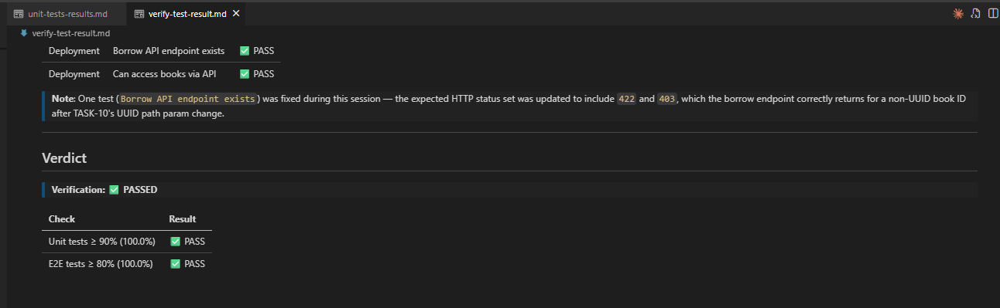 unit-tests-results.md verify-test-result.md
verify-test-result.md
Deployment Borrow API endpoint exists ✅ PASS
Deployment Can access books via API ✅ PASS
Note: One test (Borrow API endpoint exists) was fixed during this session — the expected HTTP status set was updated to include 422 and 403, which the borrow endpoint correctly returns for a non-UUID book ID
after TASK-10's UUID path param change.
Verdict
Verification: ✅ PASSED
Check Result
Unit tests ≥ 90% (100.0%) ✅ PASS
E2E tests ≥ 80% (100.0%) ✅ PASS